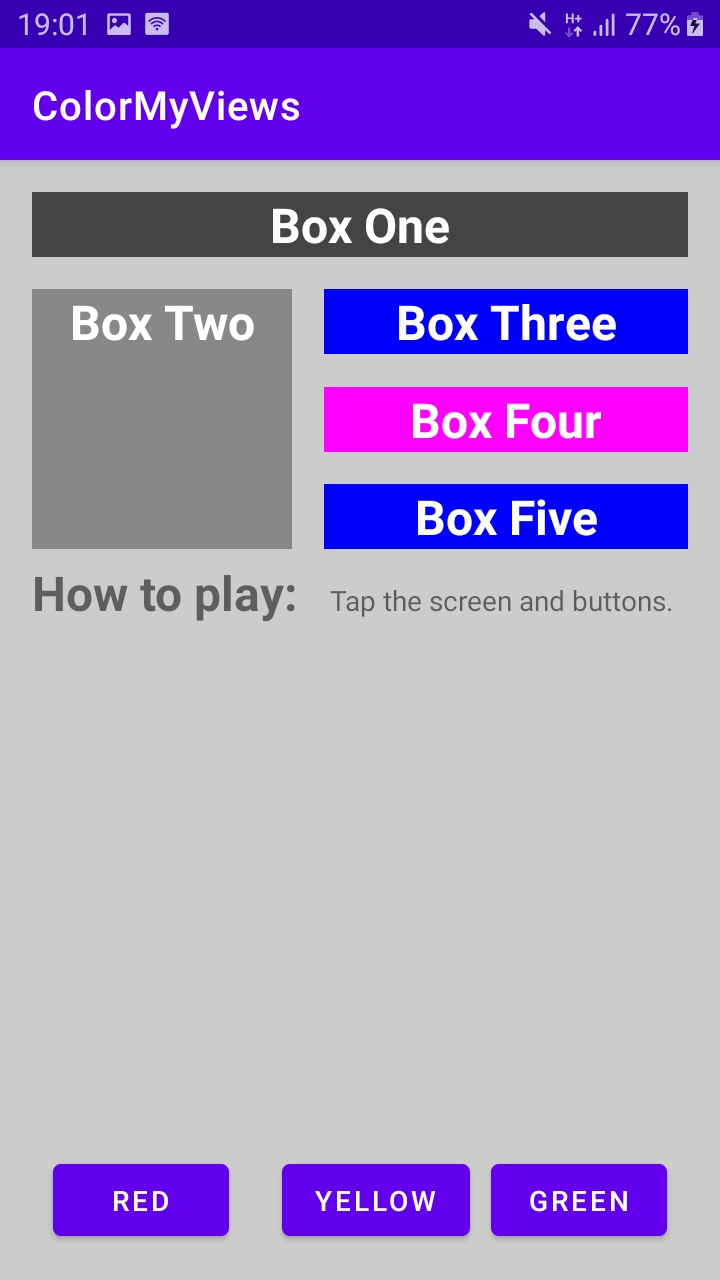 19:01 H+ 77%
ColorMyViews
Box One
Box Two
Box Three
Box Four
Box Five
How to play: Tap the screen and buttons.
RED YELLOW GREEN